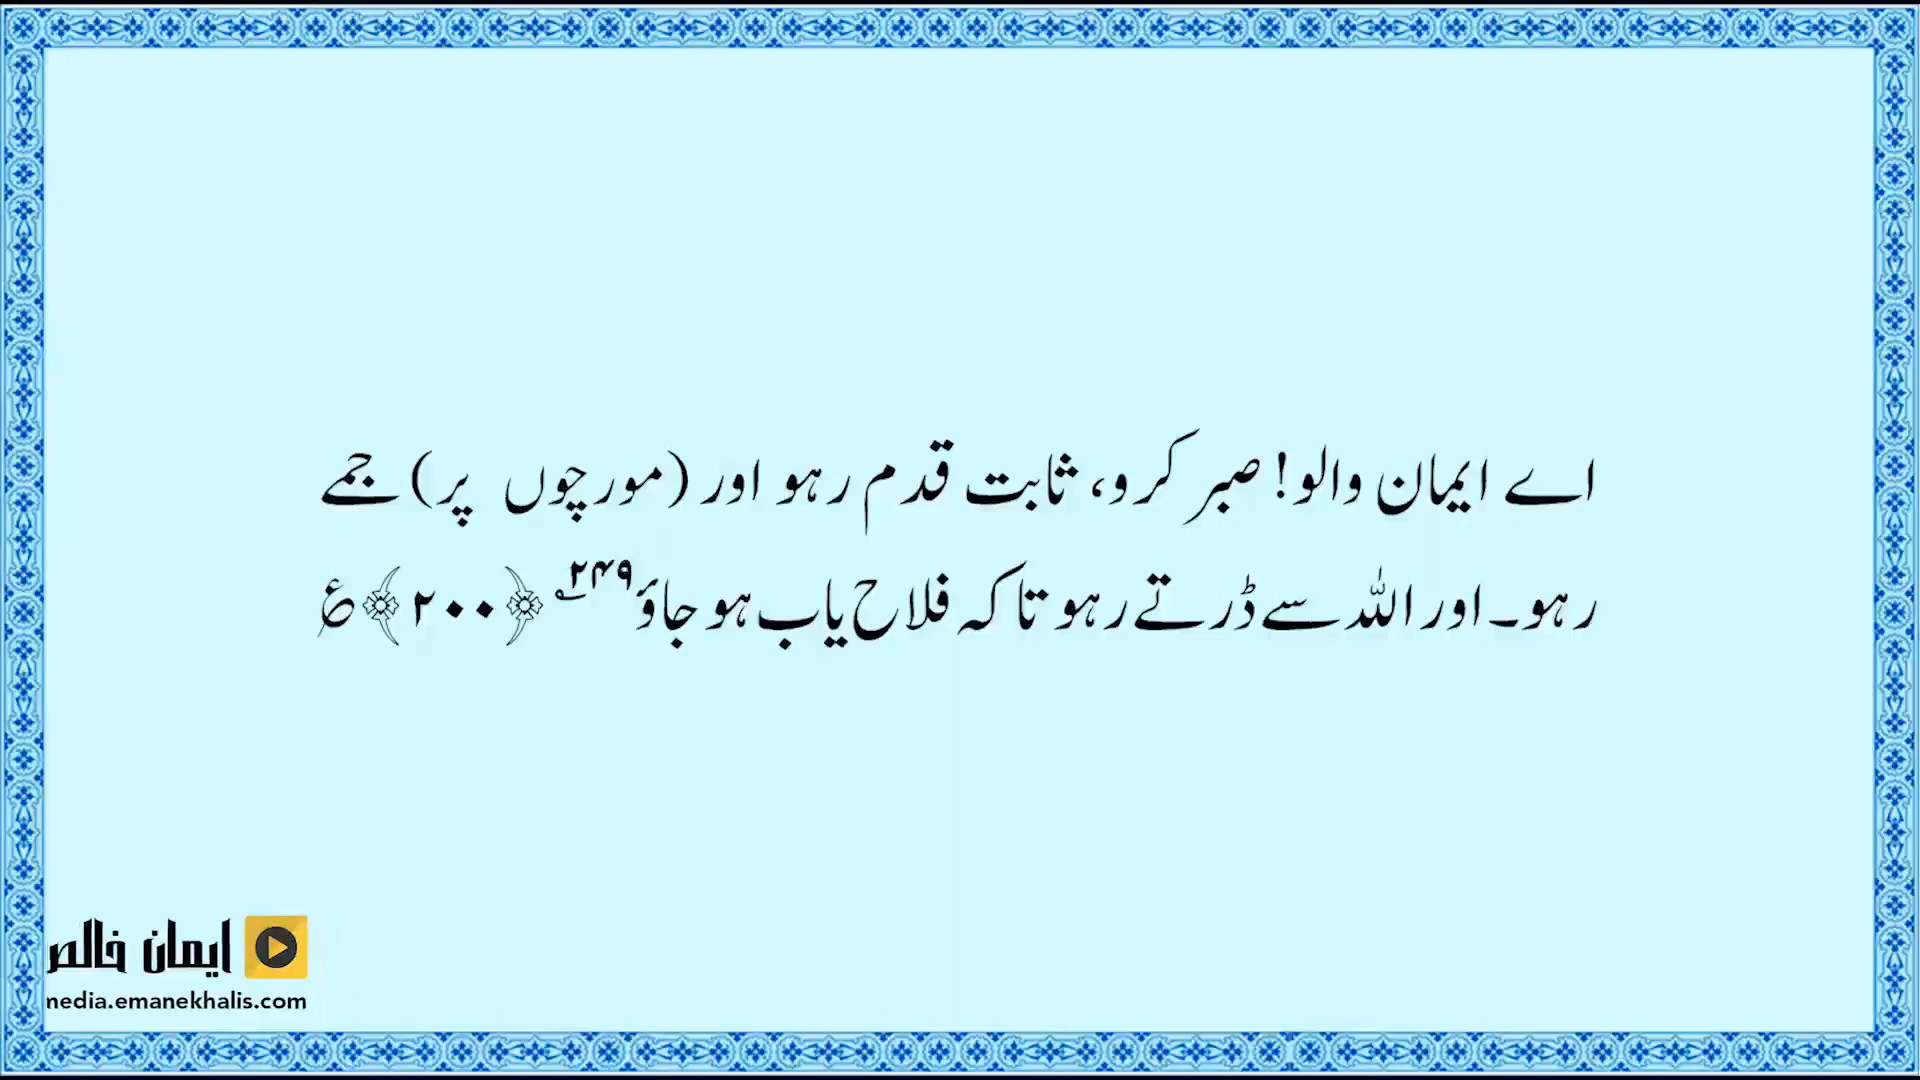 اے ایمان والو! صبر کرو، ثابت قدم رہو اور (مورچوں پر) جمے
رہو۔ اور اللہ سے ڈرتے رہو تاکہ فلاح یاب ہو جاؤ ۲۴۹؎ ﴿۲۰۰﴾ ع
ایمان خالص
media.emanekhalis.com